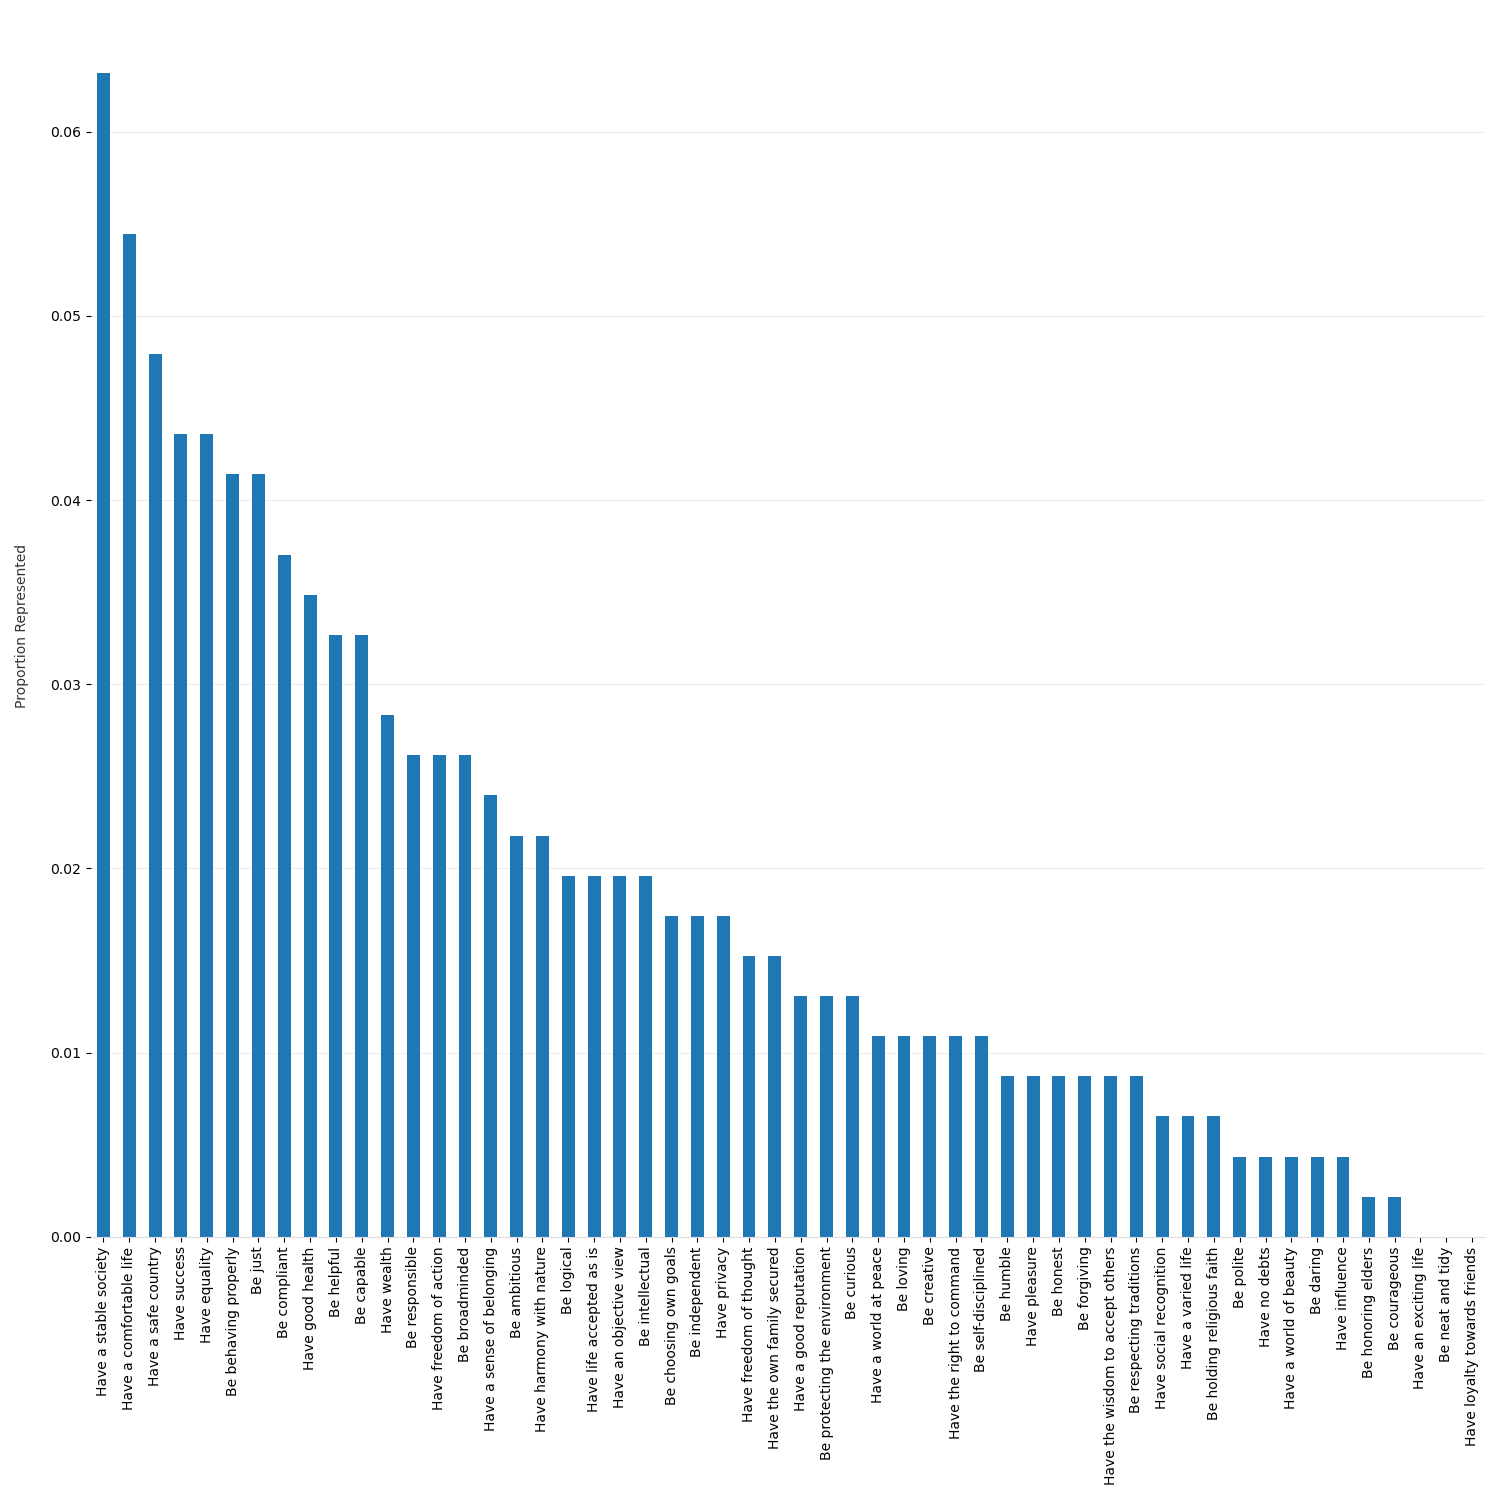 Proportion Represented
0.06
0.05
0.04
0.03
0.02
0.01
0.00
Have a stable society
Have a comfortable life
Have a safe country
Have success
Have equality
Be behaving properly
Be just
Be compliant
Have good health
Be helpful
Be capable
Have wealth
Be responsible
Have freedom of action
Be broadminded
Have a sense of belonging
Be ambitious
Have harmony with nature
Be logical
Have life accepted as is
Have an objective view
Be intellectual
Be choosing own goals
Be independent
Have privacy
Have freedom of thought
Have the own family secured
Have a good reputation
Be protecting the environment
Be curious
Have a world at peace
Be loving
Be creative
Have the right to command
Be self-disciplined
Be humble
Have pleasure
Be honest
Be forgiving
Have the wisdom to accept others
Be respecting traditions
Have social recognition
Have a varied life
Be holding religious faith
Be polite
Have no debts
Have a world of beauty
Be daring
Have influence
Be honoring elders
Be courageous
Have an exciting life
Be neat and tidy
Have loyalty towards friends